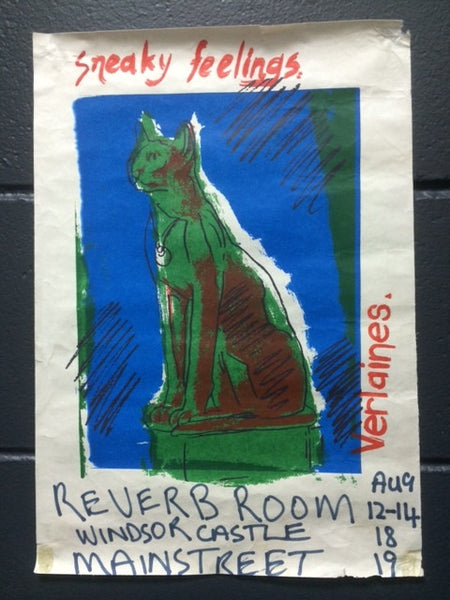 sneaky feelings.
Verlaines.
Aug
REVERB ROOM 12-14
WINDSOR CASTLE 18
MAINSTREET 19